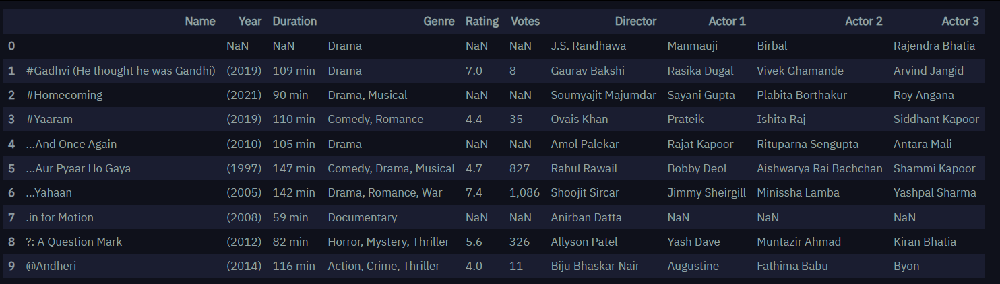 Name Year Duration Genre Rating Votes Director Actor 1 Actor 2 Actor 3
0 NaN NaN Drama NaN NaN J.S. Randhawa Manmauji Birbal Rajendra Bhatia
1 #Gadhvi (He thought he was Gandhi) (2019) 109 min Drama 7.0 8 Gaurav Bakshi Rasika Dugal Vivek Ghamande Arvind Jangid
2 #Homecoming (2021) 90 min Drama, Musical NaN NaN Soumyajit Majumdar Sayani Gupta Plabita Borthakur Roy Angana
3 #Yaaram (2019) 110 min Comedy, Romance 4.4 35 Ovais Khan Prateik Ishita Raj Siddhant Kapoor
4 ...And Once Again (2010) 105 min Drama NaN NaN Amol Palekar Rajat Kapoor Rituparna Sengupta Antara Mali
5 ...Aur Pyaar Ho Gaya (1997) 147 min Comedy, Drama, Musical 4.7 827 Rahul Rawail Bobby Deol Aishwarya Rai Bachchan Shammi Kapoor
6 ...Yahaan (2005) 142 min Drama, Romance, War 7.4 1,086 Shoojit Sircar Jimmy Sheirgill Minissha Lamba Yashpal Sharma
7 .in for Motion (2008) 59 min Documentary NaN NaN Anirban Datta NaN NaN NaN
8 ?: A Question Mark (2012) 82 min Horror, Mystery, Thriller 5.6 326 Allyson Patel Yash Dave Muntazir Ahmad Kiran Bhatia
9 @Andheri (2014) 116 min Action, Crime, Thriller 4.0 11 Biju Bhaskar Nair Augustine Fathima Babu Byon